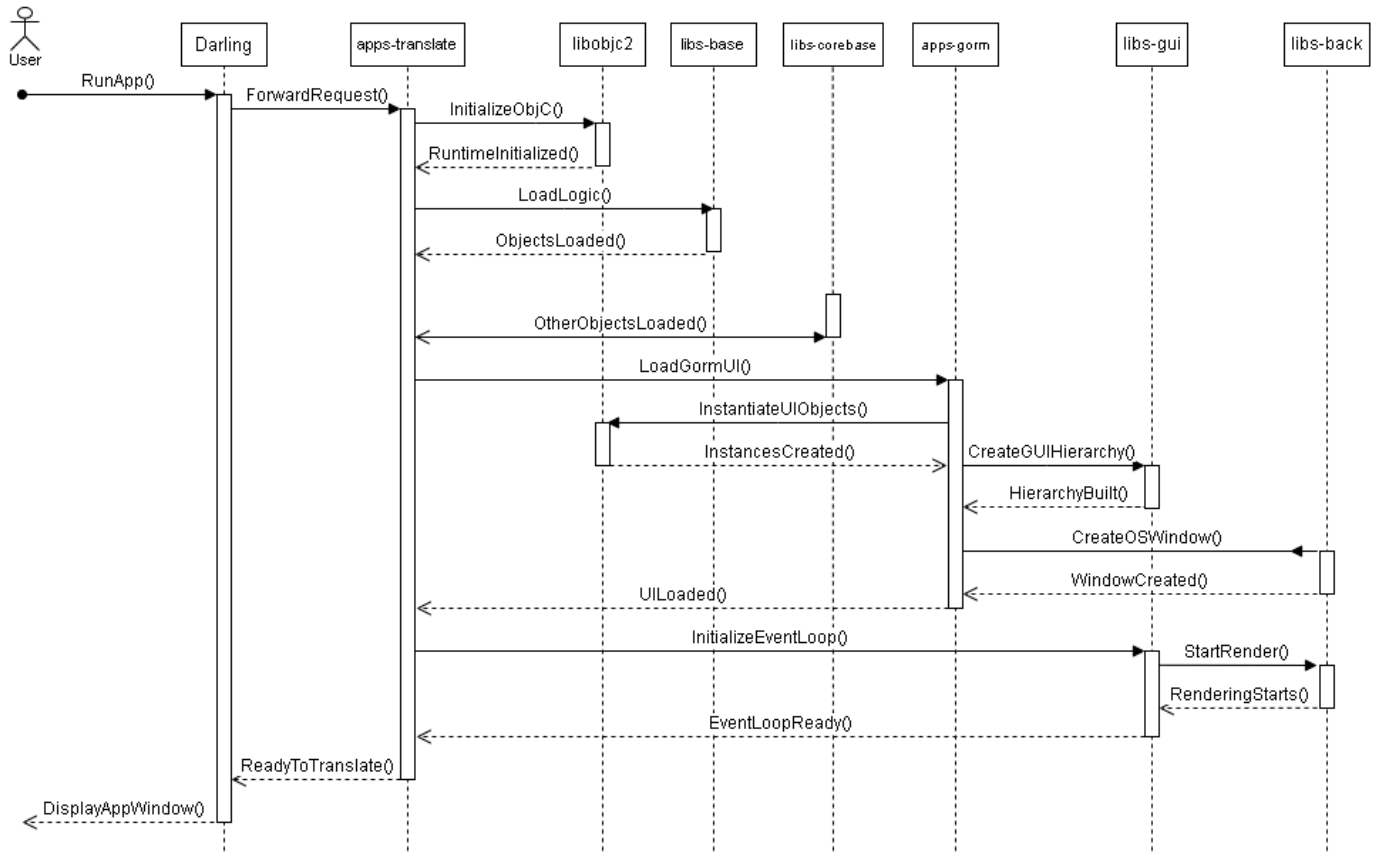 User
Darling
apps-translate
libobjc2
libs-base
libs-corebase
apps-gorm
libs-gui
libs-back
RunApp()
ForwardRequest()
InitializeObjC()
RuntimeInitialized()
LoadLogic()
ObjectsLoaded()
OtherObjectsLoaded()
LoadGormUI()
InstantiateUIObjects()
InstancesCreated()
CreateGUIHierarchy()
HierarchyBuilt()
CreateOSWindow()
WindowCreated()
UILoaded()
InitializeEventLoop()
StartRender()
RenderingStarts()
EventLoopReady()
ReadyToTranslate()
DisplayAppWindow()